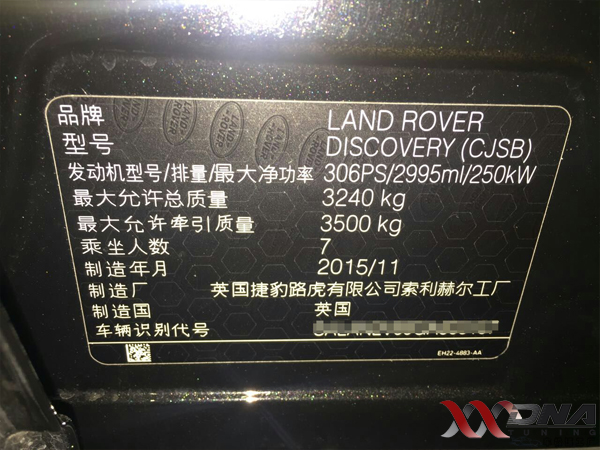 品牌 LAND ROVER
型号 DISCOVERY (CJSB)
发动机型号/排量/最大净功率 306PS/2995ml/250kW
最大允许总质量 3240 kg
最大允许牵引质量 3500 kg
乘坐人数 7
制造年月 2015/11
制造厂 英国捷豹路虎有限公司索利赫尔工厂
制造国 英国
车辆识别代号
EH22-4883-AA
DNA
TUNING